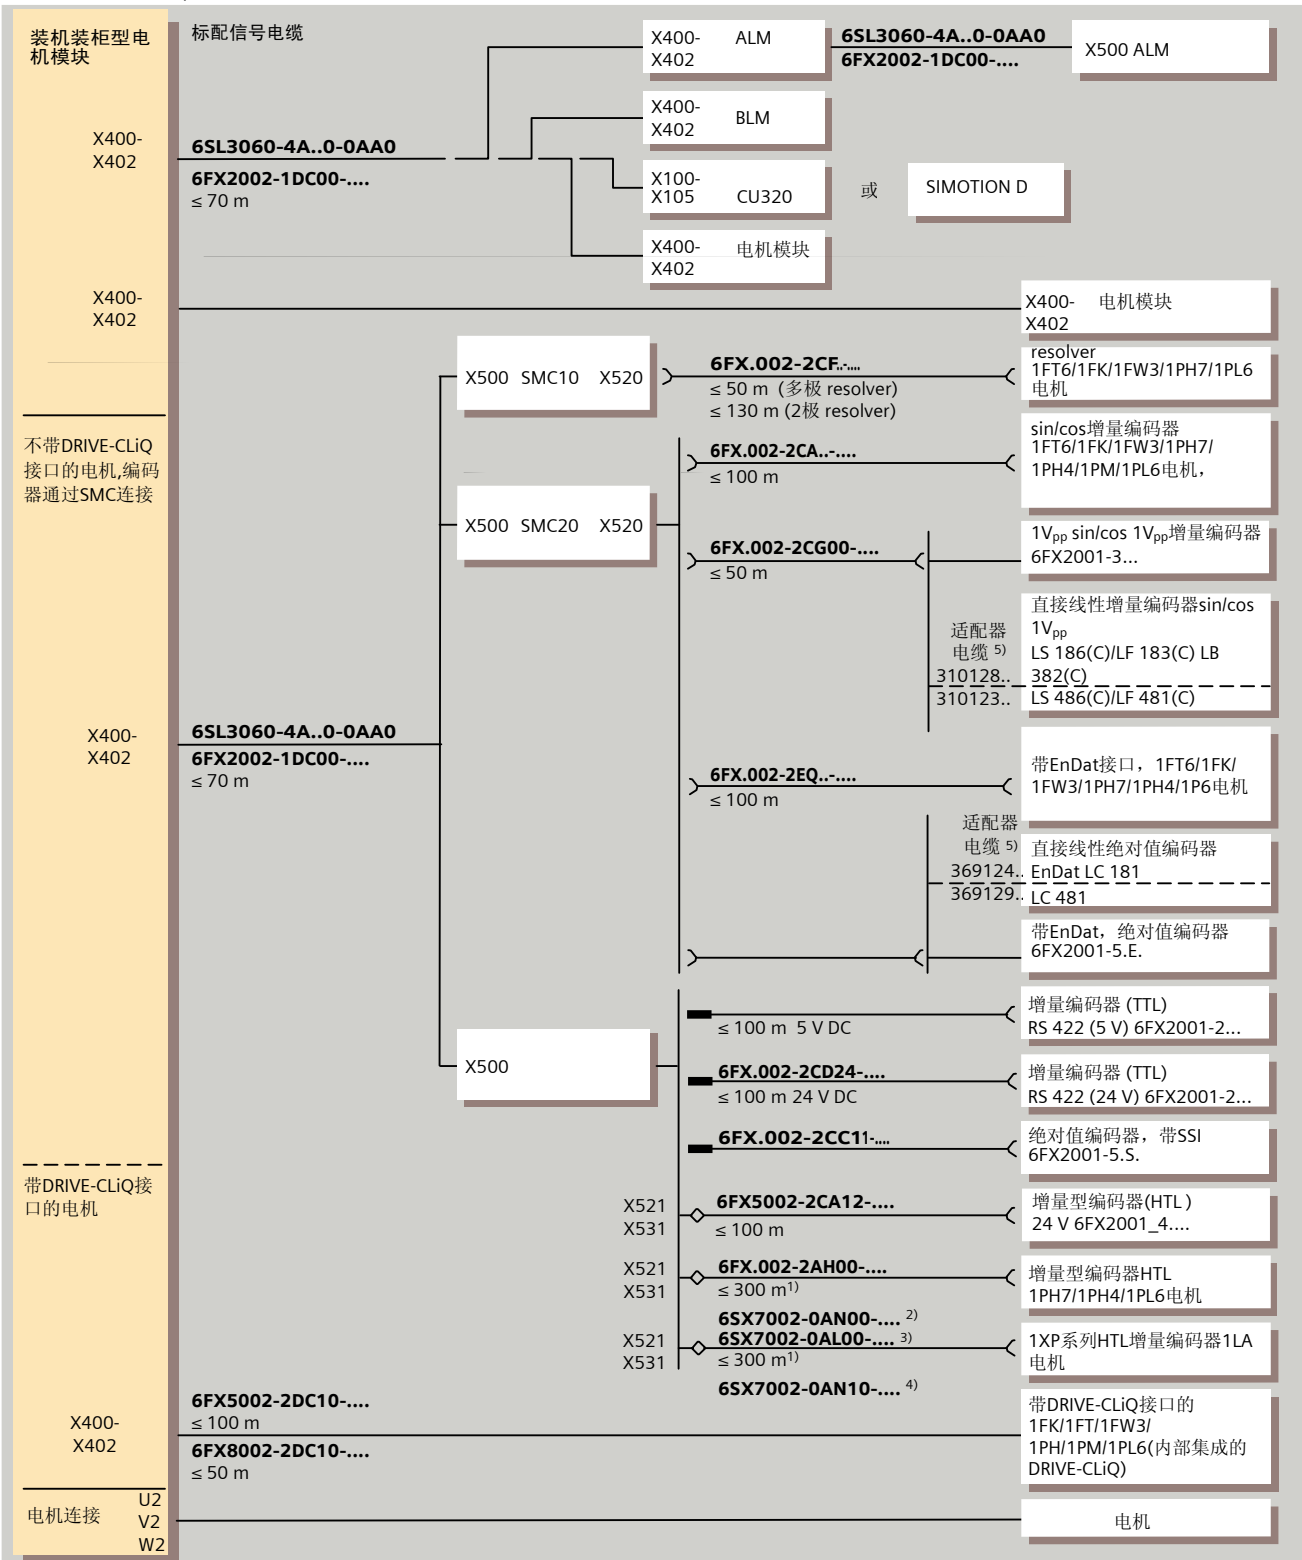 装机装柜型电
机模块
标配信号电缆
X400-
X402
ALM
6SL3060-4A..0-0AA0
6FX2002-1DC00-....
X500 ALM
X400-
X402
BLM
X400-
X402
6SL3060-4A..0-0AA0
6FX2002-1DC00-....
≤ 70 m
X100-
X105
CU320
或
SIMOTION D
X400-
X402
电机模块
X400-
X402
X400-
X402
电机模块
X500 SMC10 X520
6FX.002-2CF..-....
≤ 50 m (多极 resolver)
≤ 130 m (2极 resolver)
resolver
1FT6/1FK/1FW3/1PH7/1PL6
电机
不带DRIVE-CLiQ
接口的电机,编码
器通过SMC连接
6FX.002-2CA..-....
≤ 100 m
sin/cos增量编码器
1FT6/1FK/1FW3/1PH7/
1PH4/1PM/1PL6电机，
X500 SMC20 X520
6FX.002-2CG00-....
≤ 50 m
1Vpp sin/cos 1Vpp增量编码器
6FX2001-3...
适配器
电缆 5)
310128..
310123..
直接线性增量编码器sin/cos
1Vpp
LS 186(C)/LF 183(C) LB
382(C)
LS 486(C)/LF 481(C)
X400-
X402
6SL3060-4A..0-0AA0
6FX2002-1DC00-....
≤ 70 m
6FX.002-2EQ..-....
≤ 100 m
带EnDat接口，1FT6/1FK/
1FW3/1PH7/1PH4/1P6电机
适配器
电缆 5)
369124..
369129..
直接线性绝对值编码器
EnDat LC 181
LC 481
带EnDat，绝对值编码器
6FX2001-5.E.
X500
≤ 100 m 5 V DC
增量编码器 (TTL)
RS 422 (5 V) 6FX2001-2...
6FX.002-2CD24-....
≤ 100 m 24 V DC
增量编码器 (TTL)
RS 422 (24 V) 6FX2001-2...
6FX.002-2CC11-....
绝对值编码器，带SSI
6FX2001-5.S.
带DRIVE-CLiQ接
口的电机
X521
X531
6FX5002-2CA12-....
≤ 100 m
增量型编码器(HTL )
24 V 6FX2001_4....
X521
X531
6FX.002-2AH00-....
≤ 300 m1)
增量型编码器HTL
1PH7/1PH4/1PL6电机
X521
X531
6SX7002-0AN00-.... 2)
6SX7002-0AL00-.... 3)
≤ 300 m1)
6SX7002-0AN10-.... 4)
1XP系列HTL增量编码器1LA
电机
X400-
X402
6FX5002-2DC10-....
≤ 100 m
6FX8002-2DC10-....
≤ 50 m
带DRIVE-CLiQ接口的
1FK/1FT/1FW3/
1PH/1PM/1PL6(内部集成的
DRIVE-CLiQ)
电机连接
U2
V2
W2
电机